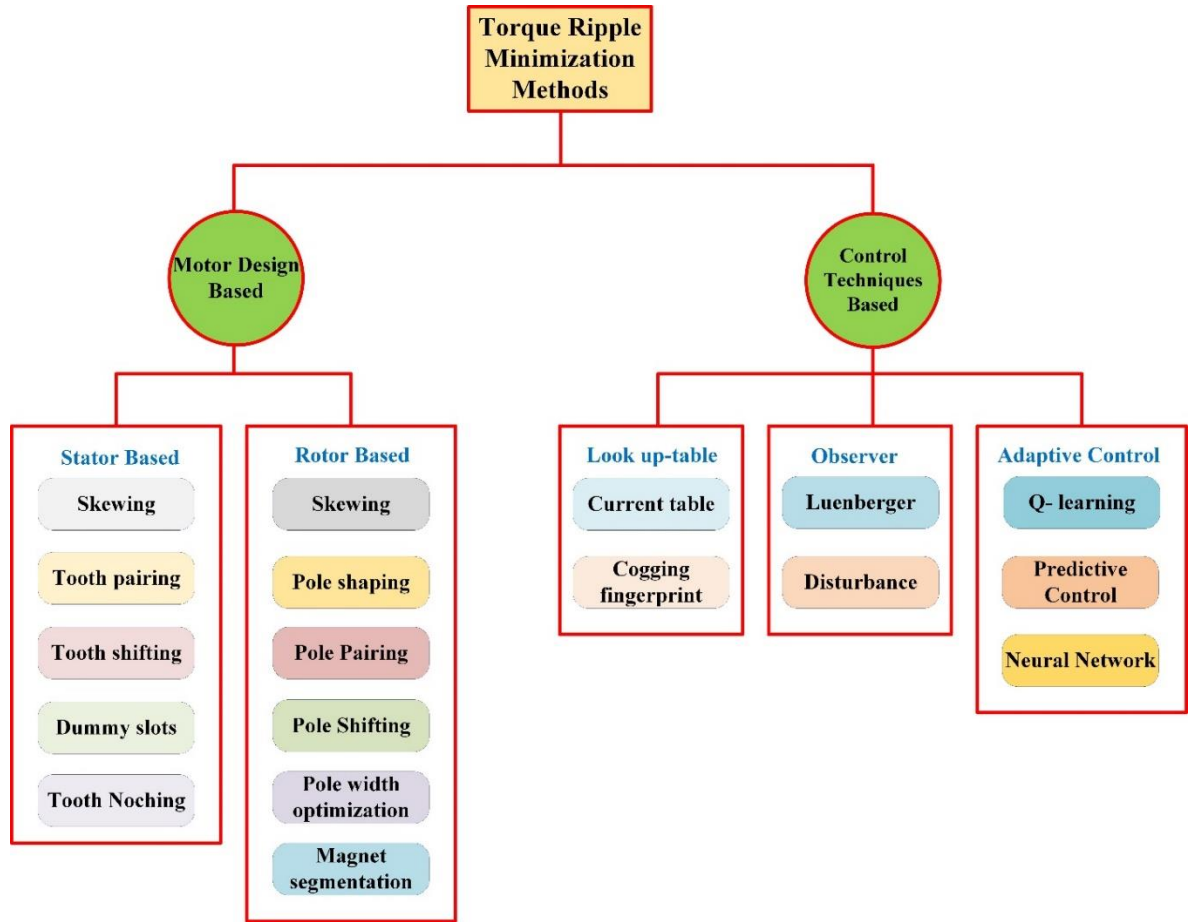 Torque Ripple
Minimization
Methods
Motor Design
Based
Control
Techniques
Based
Stator Based
Skewing
Tooth pairing
Tooth shifting
Dummy slots
Tooth Noching
Rotor Based
Skewing
Pole shaping
Pole Pairing
Pole Shifting
Pole width
optimization
Magnet
segmentation
Look up-table
Current table
Cogging
fingerprint
Observer
Luenberger
Disturbance
Adaptive Control
Q- learning
Predictive
Control
Neural Network